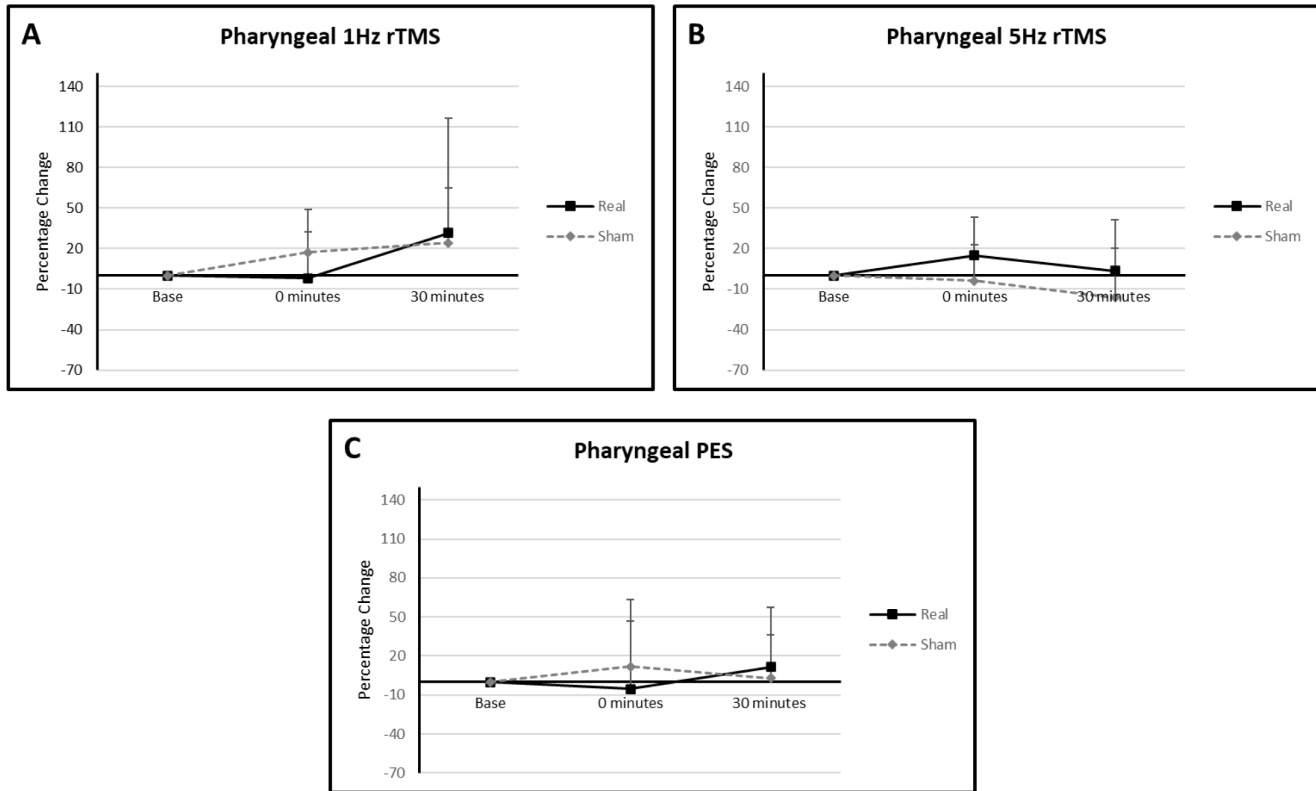 A
Pharyngeal 1Hz rTMS
Percentage Change
140
110
80
50
20
-10
-40
-70
Base
0 minutes
30 minutes
Real
Sham
B
Pharyngeal 5Hz rTMS
Percentage Change
140
110
80
50
20
-10
-40
-70
Base
0 minutes
30 minutes
Real
Sham
C
Pharyngeal PES
Percentage Change
140
110
80
50
20
-10
-40
-70
Base
0 minutes
30 minutes
Real
Sham